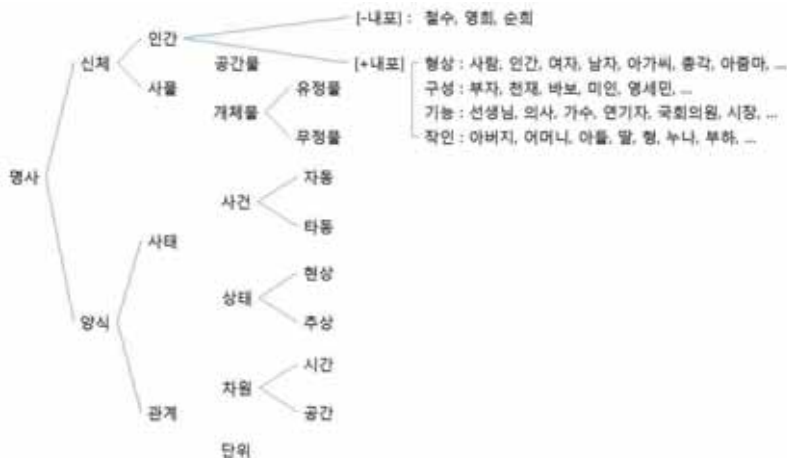 [-내포] : 철수, 영희, 순희
인간
신체
공간물
[+내포]
형상 : 사람, 인간, 여자, 남자, 아가씨, 총각, 아줌마, ...
사물
유정물
구성 : 부자, 천재, 바보, 미인, 영세민, ...
개체물
기능 : 선생님, 의사, 가수, 연기자, 국회의원, 시장, ...
무정물
작인 : 아버지, 어머니, 아들, 딸, 형, 누나, 부하, ...
명사
자동
사건
타동
사태
현상
상태
양식
추상
시간
차원
관계
공간
단위